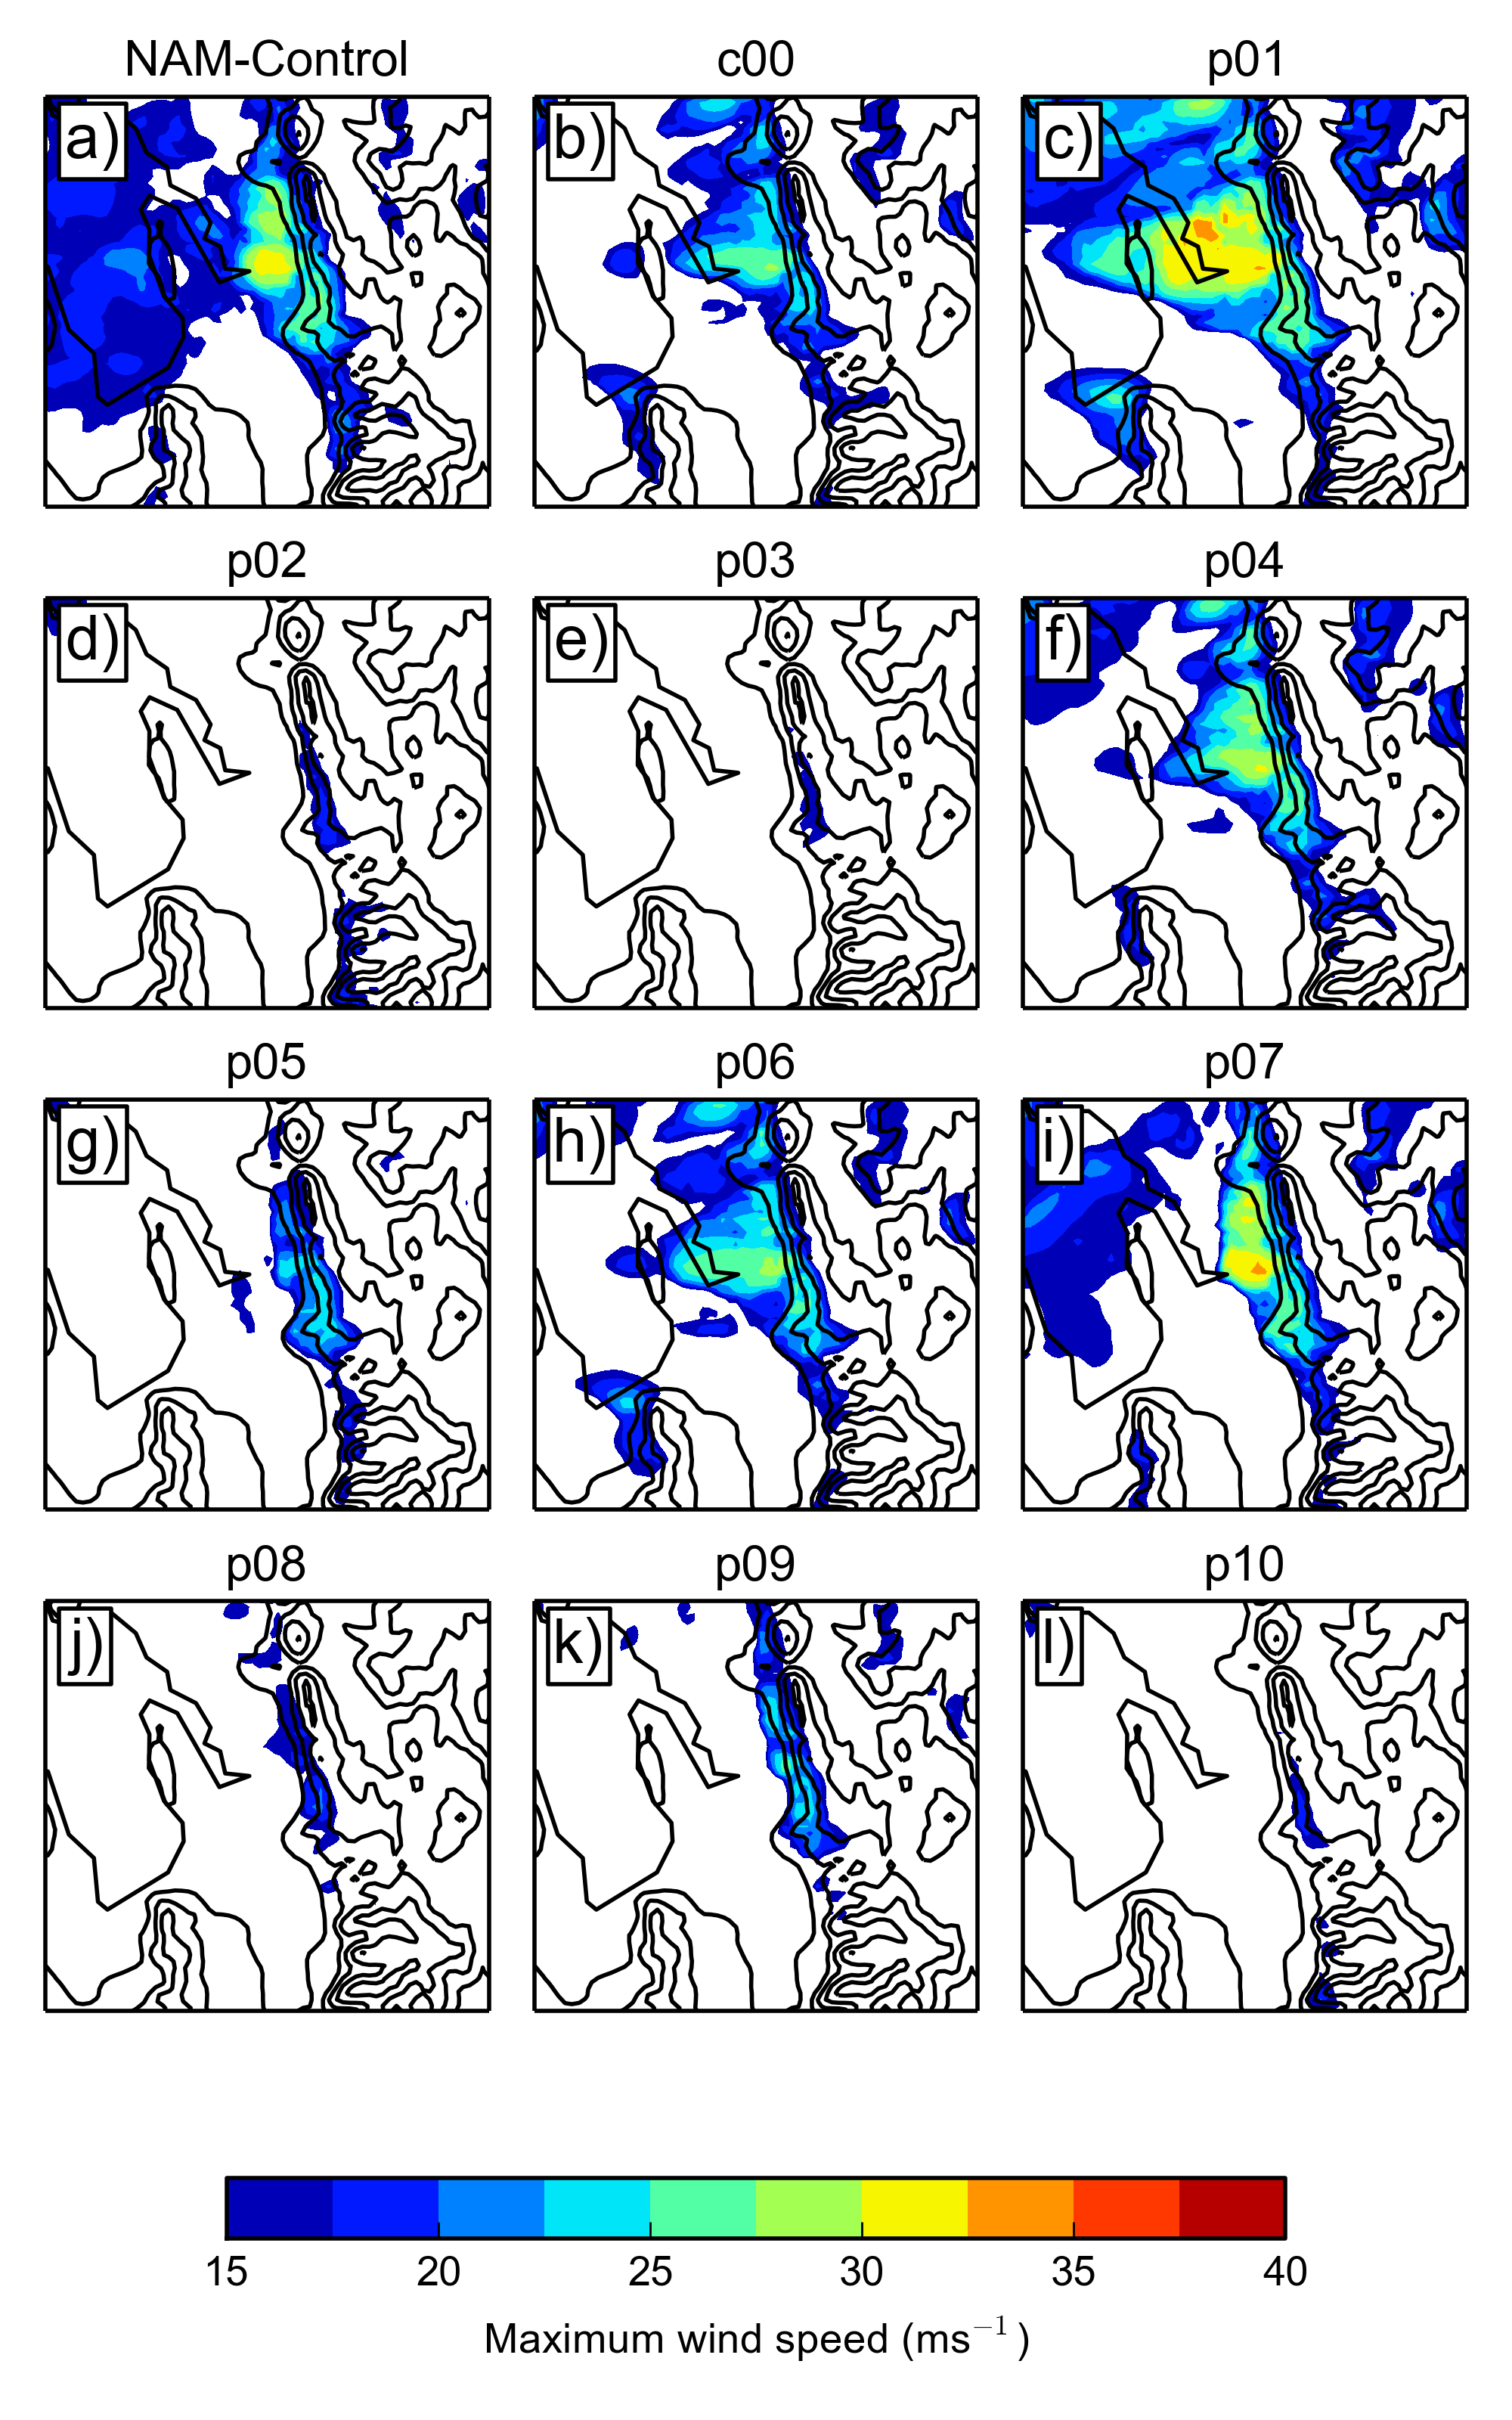 NAM-Control c00 p01
a) b) c)
p02 p03 p04
d) e) f)
p05 p06 p07
g) h) i)
p08 p09 p10
j) k) l)
15 20 25 30 35 40
Maximum wind speed (ms⁻¹)